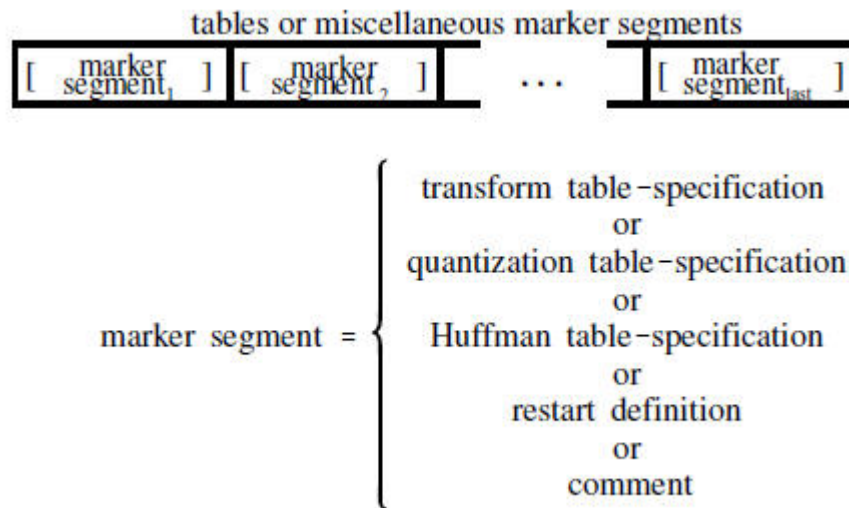 tables or miscellaneous marker segments
[ marker segment₁ ] [ marker segment₂ ] ... [ marker segment_last ]
transform table-specification
or
quantization table-specification
or
marker segment = { Huffman table-specification
or
restart definition
or
comment